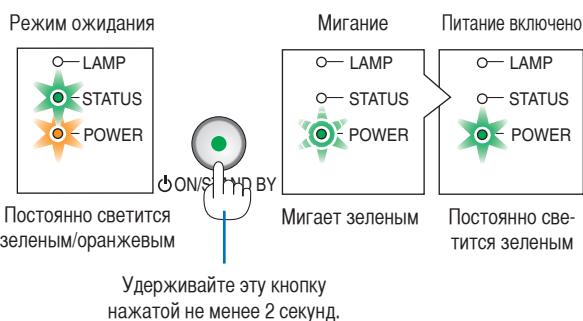 Режим ожидания
LAMP
STATUS
POWER
Постоянно светится
зеленым/оранжевым
ON/STAND BY
Удерживайте эту кнопку
нажатой не менее 2 секунд.
Мигание
LAMP
STATUS
POWER
Мигает зеленым
Питание включено
LAMP
STATUS
POWER
Постоянно све-
тится зеленым